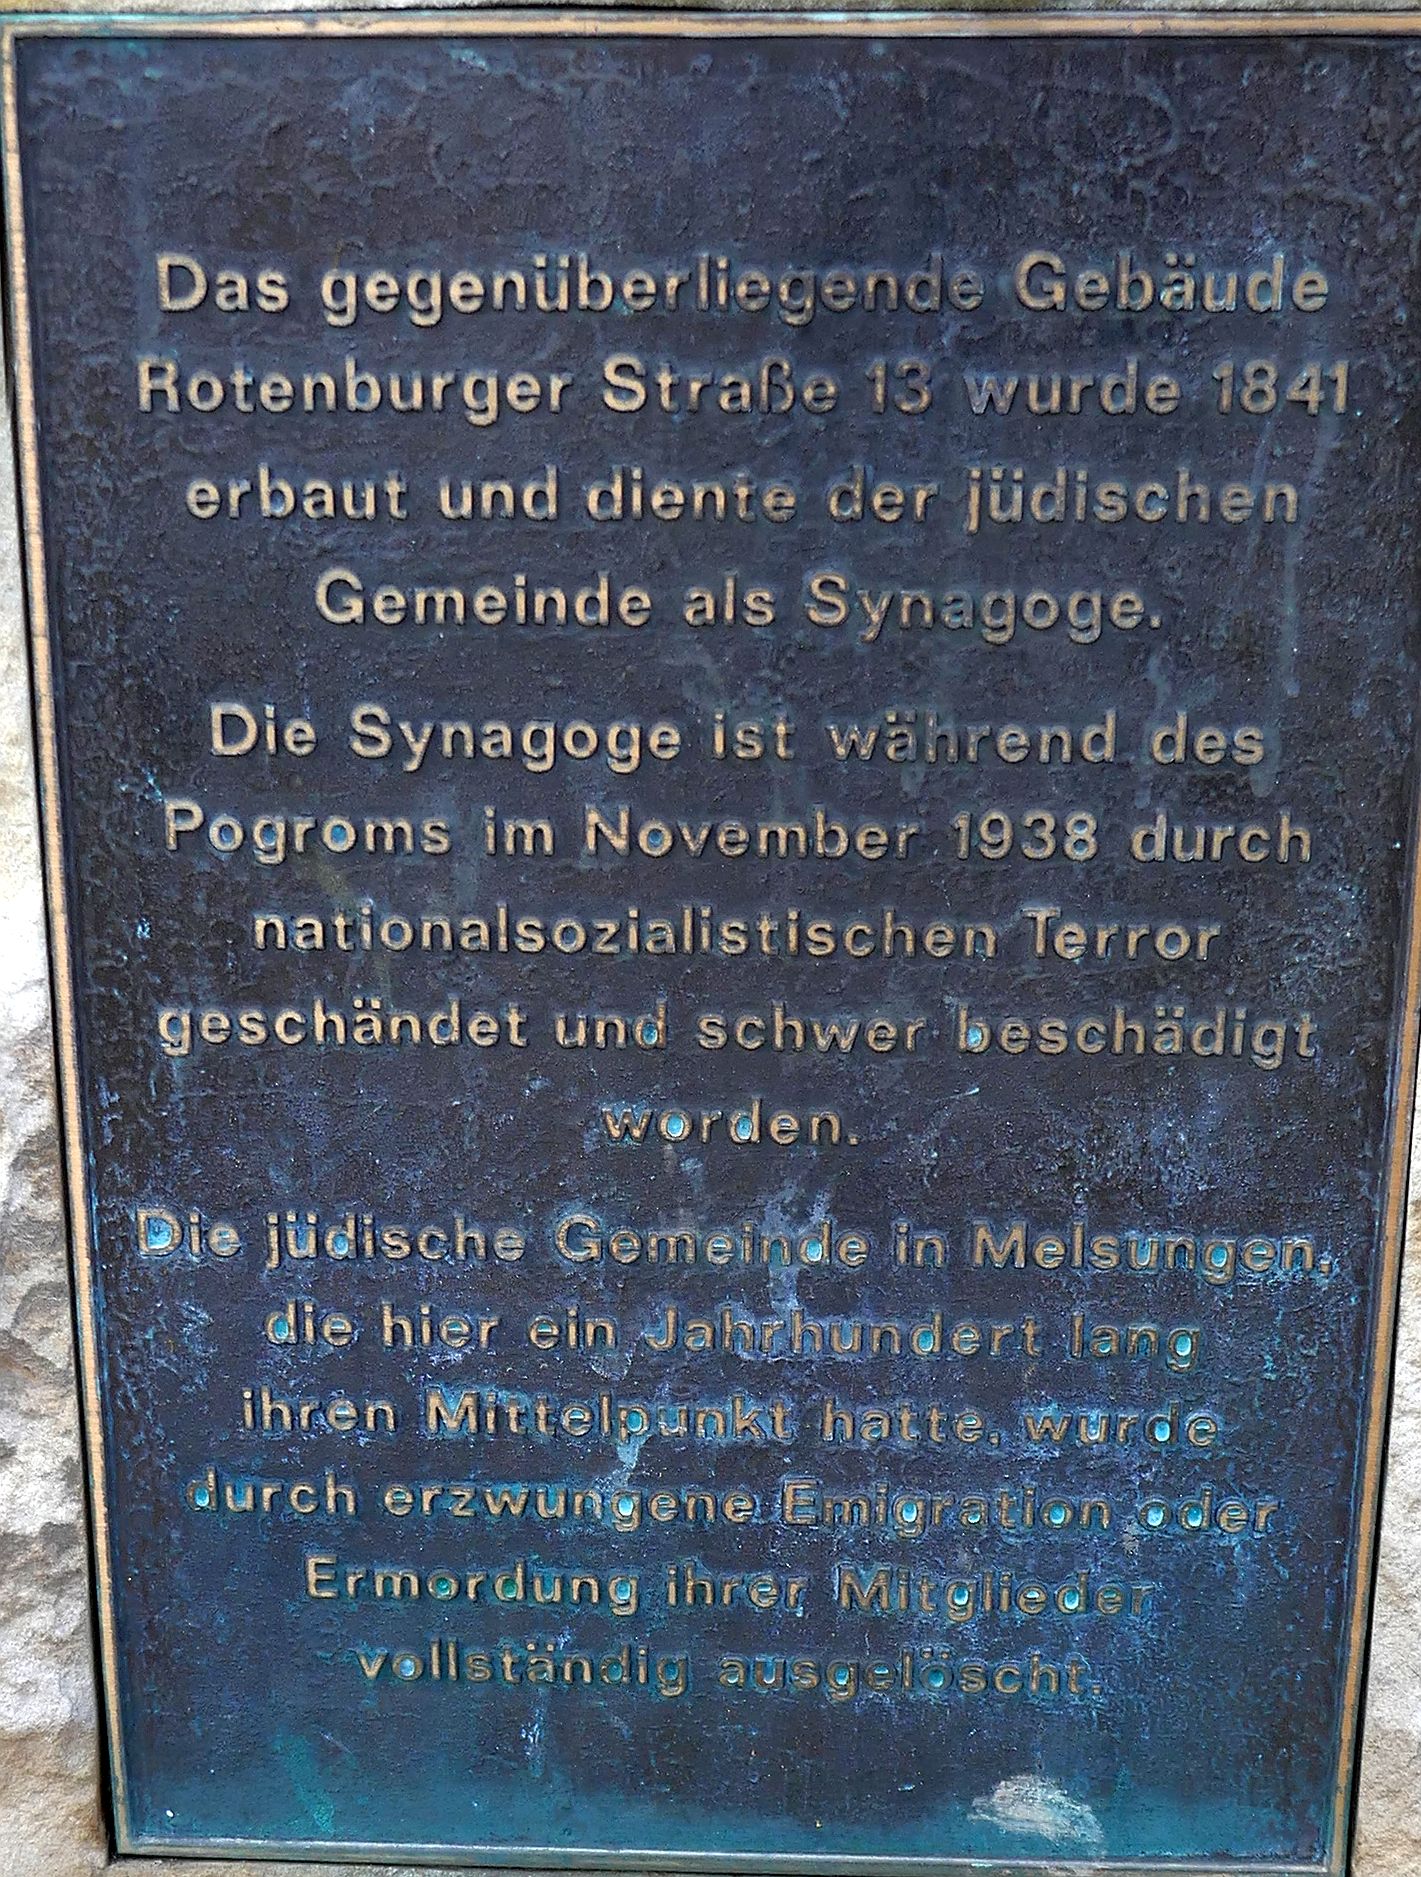 Das gegenüberliegende Gebäude
Rotenburger Straße 13 wurde 1841
erbaut und diente der jüdischen
Gemeinde als Synagoge.
Die Synagoge ist während des
Pogroms im November 1938 durch
nationalsozialistischen Terror
geschändet und schwer beschädigt
worden.
Die jüdische Gemeinde in Melsungen,
die hier ein Jahrhundert lang
ihren Mittelpunkt hatte, wurde
durch erzwungene Emigration oder
Ermordung ihrer Mitglieder
vollständig ausgelöscht.